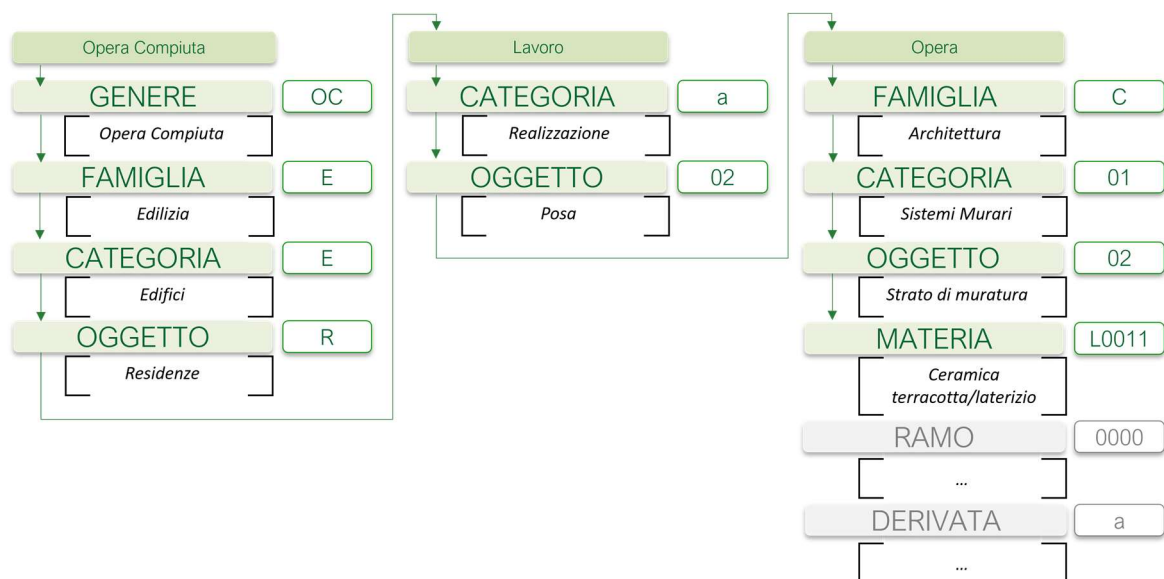 Opera Compiuta
GENERE OC
Opera Compiuta
FAMIGLIA E
Edilizia
CATEGORIA E
Edifici
OGGETTO R
Residenze
Lavoro
CATEGORIA a
Realizzazione
OGGETTO 02
Posa
Opera
FAMIGLIA C
Architettura
CATEGORIA 01
Sistemi Murari
OGGETTO 02
Strato di muratura
MATERIA L0011
Ceramica
terracotta/laterizio
RAMO 0000
...
DERIVATA a
...